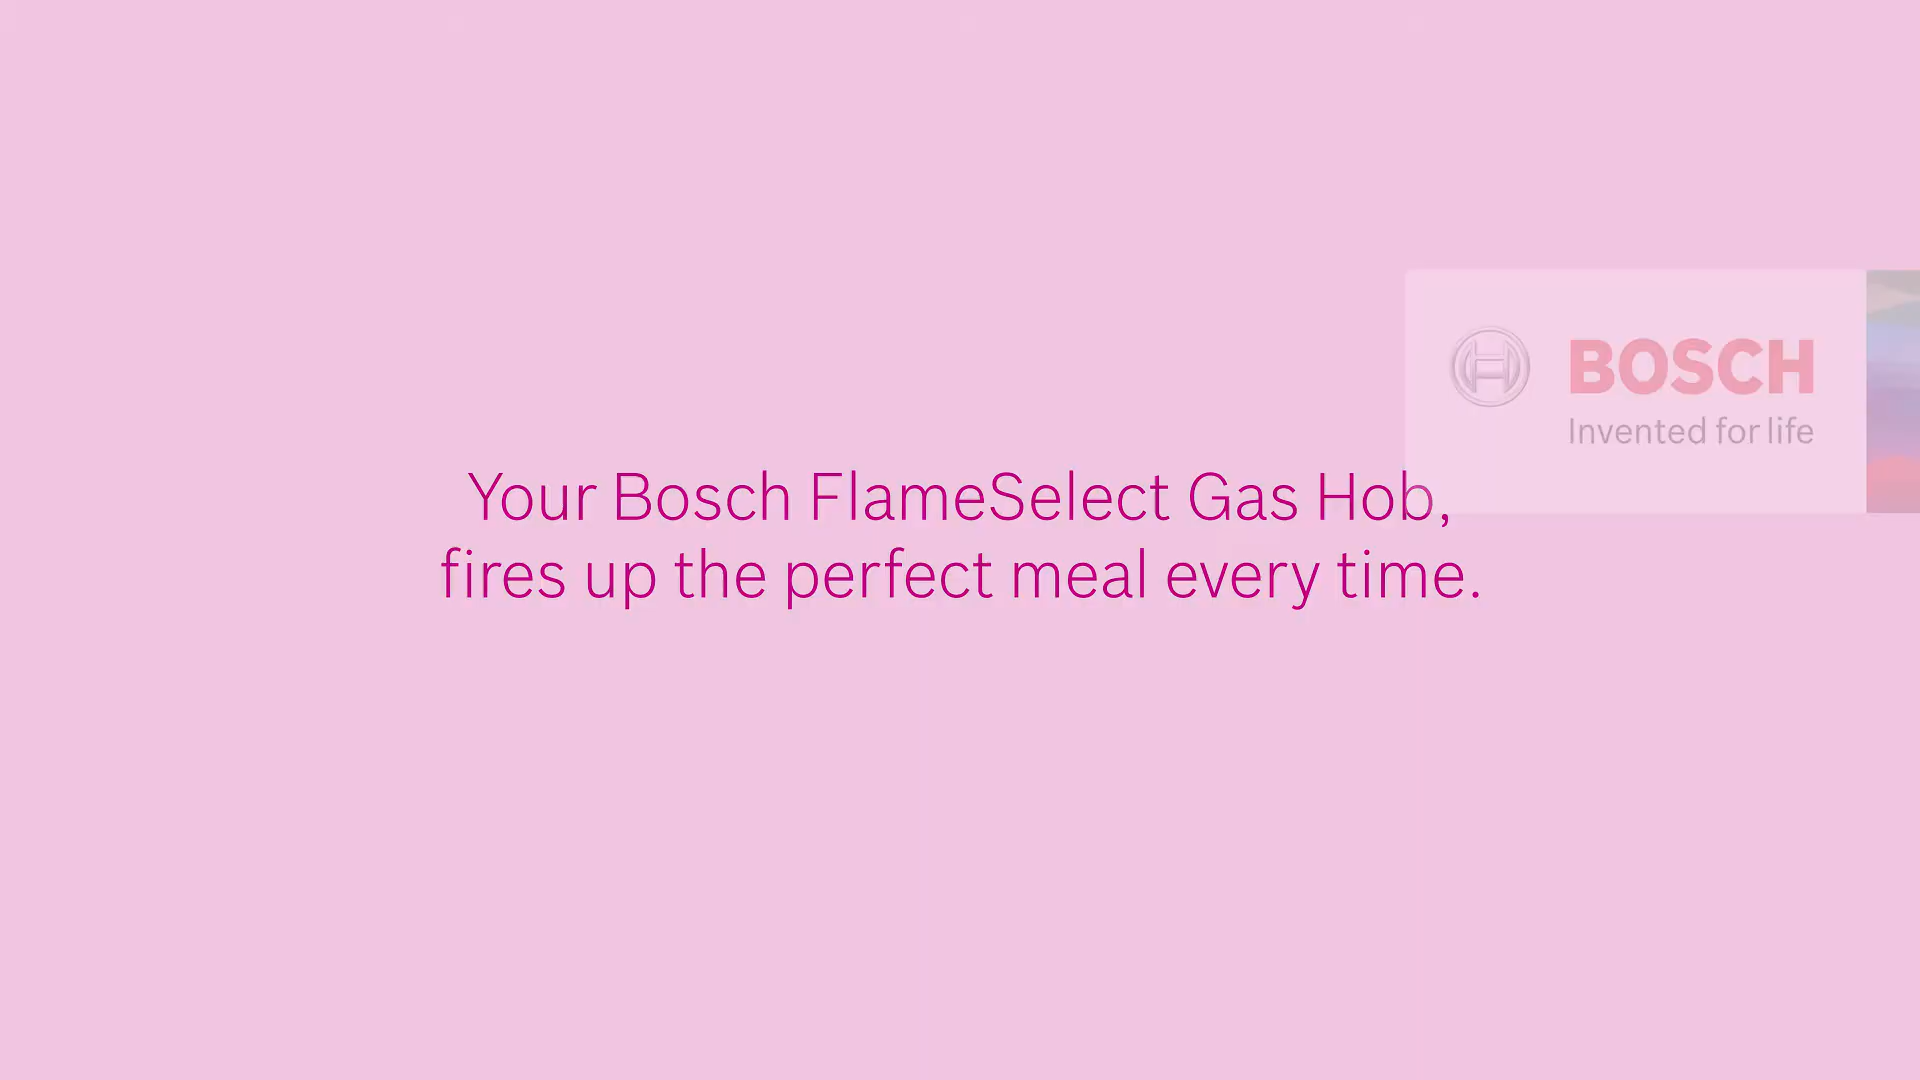 BOSCH
Invented for life
Your Bosch FlameSelect Gas Hob,
fires up the perfect meal every time.